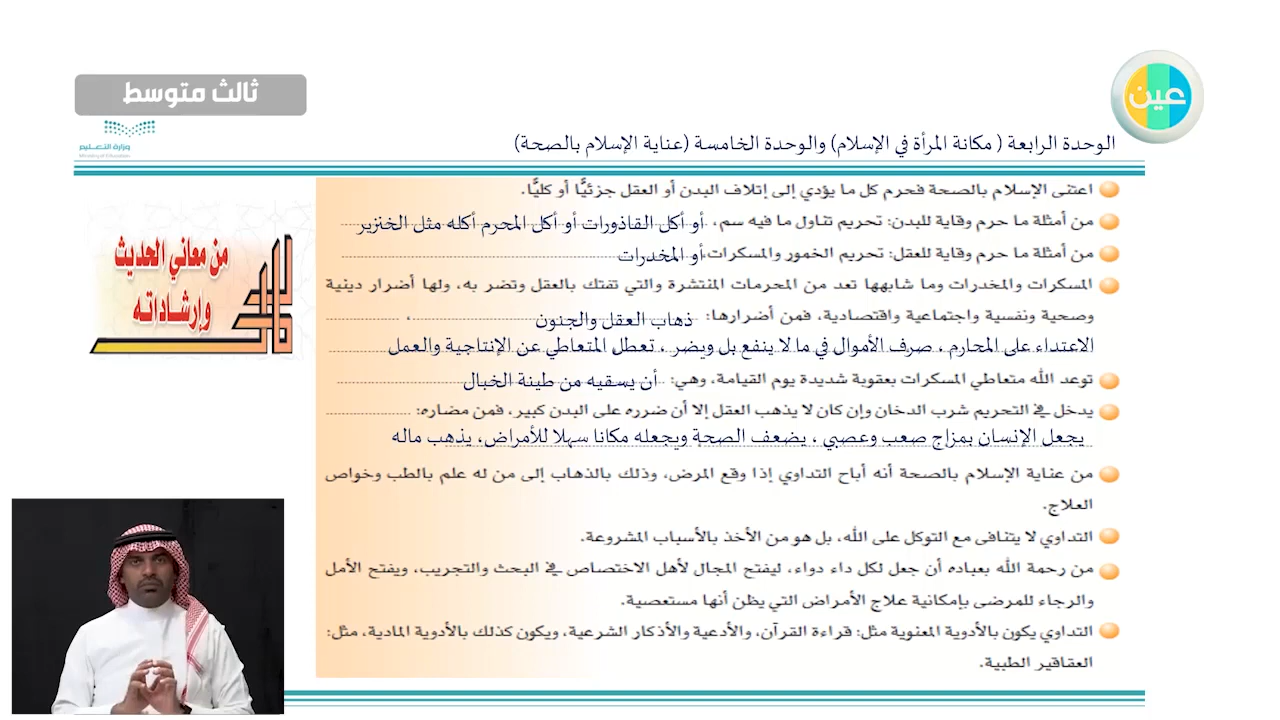 ثالث متوسط
عين
وزارة التعليم
Ministry of Education
الوحدة الرابعة ( مكانة المرأة في الإسلام) والوحدة الخامسة (عناية الإسلام بالصحة)
من معاني الحديث
وإرشاداته
اعتنى الإسلام بالصحة فحرم كل ما يؤدي إلى إتلاف البدن أو العقل جزئيًّا أو كليًّا.
من أمثلة ما حرم وقاية للبدن: تحريم تناول ما فيه سم، أو أكل القاذورات أو أكل المحرم أكله مثل الخنزير
من أمثلة ما حرم وقاية للعقل: تحريم الخمور والمسكرات، أو المخدرات
المسكرات والمخدرات وما شابهها تعد من المحرمات المنتشرة والتي تفتك بالعقل وتضر به، ولها أضرار دينية
وصحية ونفسية واجتماعية واقتصادية، فمن أضرارها: ذهاب العقل والجنون ،
الاعتداء على المحارم ، صرف الأموال في ما لا ينفع بل ويضر ، تعطل المتعاطي عن الإنتاجية والعمل
توعد الله متعاطي المسكرات بعقوبة شديدة يوم القيامة، وهي: أن يسقيه من طينة الخبال
يدخل في التحريم شرب الدخان وإن كان لا يذهب العقل إلا أن ضرره على البدن كبير، فمن مضاره:
يجعل الإنسان بمزاج صعب وعصبي ، يضعف الصحة ويجعله مكانا سهلا للأمراض، يذهب ماله
من عناية الإسلام بالصحة أنه أباح التداوي إذا وقع المرض، وذلك بالذهاب إلى من له علم بالطب وخواص
العلاج.
التداوي لا يتنافى مع التوكل على الله، بل هو من الأخذ بالأسباب المشروعة.
من رحمة الله بعباده أن جعل لكل داء دواء، ليفتح المجال لأهل الاختصاص في البحث والتجريب، ويفتح الأمل
والرجاء للمرضى بإمكانية علاج الأمراض التي يظن أنها مستعصية.
التداوي يكون بالأدوية المعنوية مثل: قراءة القرآن، والأدعية والأذكار الشرعية، ويكون كذلك بالأدوية المادية، مثل:
العقاقير الطبية.